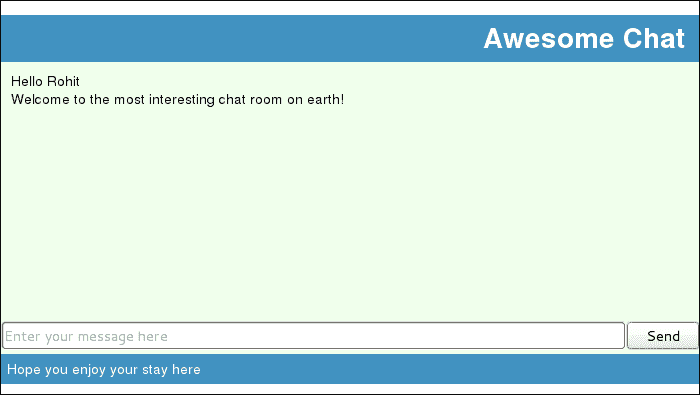 Awesome Chat
Hello Rohit
Welcome to the most interesting chat room on earth!
Enter your message here
Send
Hope you enjoy your stay here